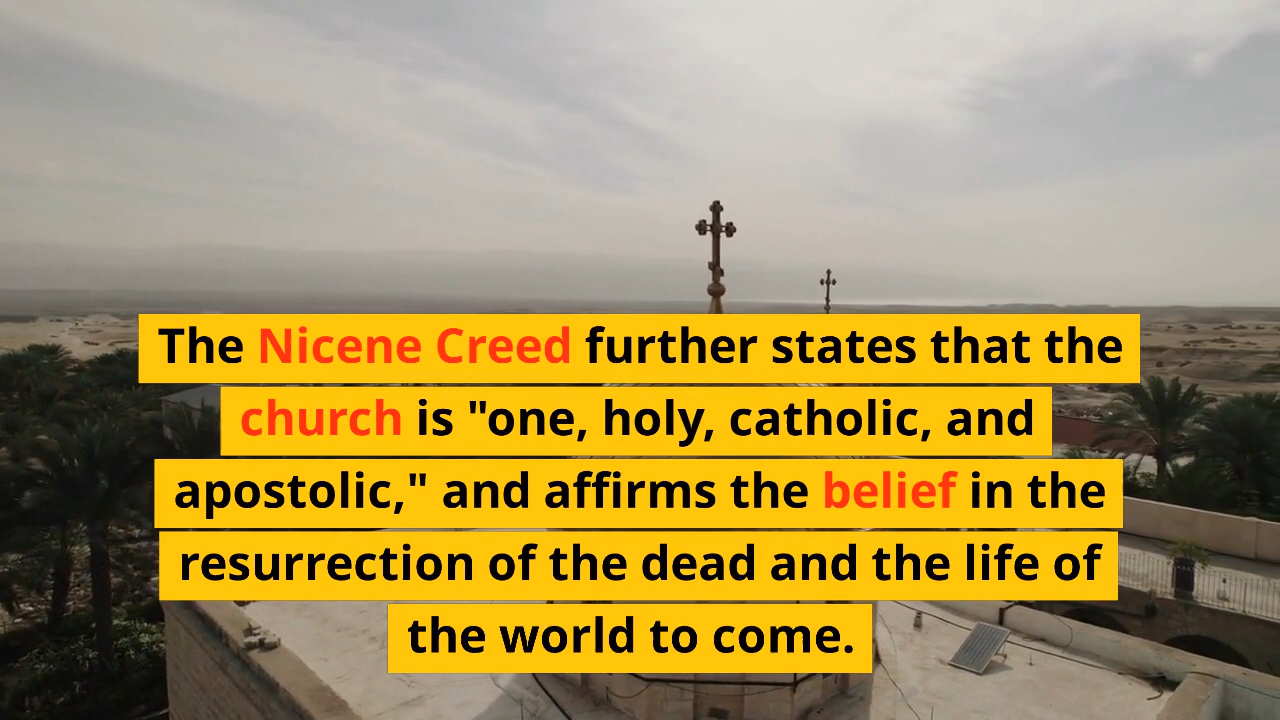 The Nicene Creed further states that the
church is "one, holy, catholic, and
apostolic," and affirms the belief in the
resurrection of the dead and the life of
the world to come.